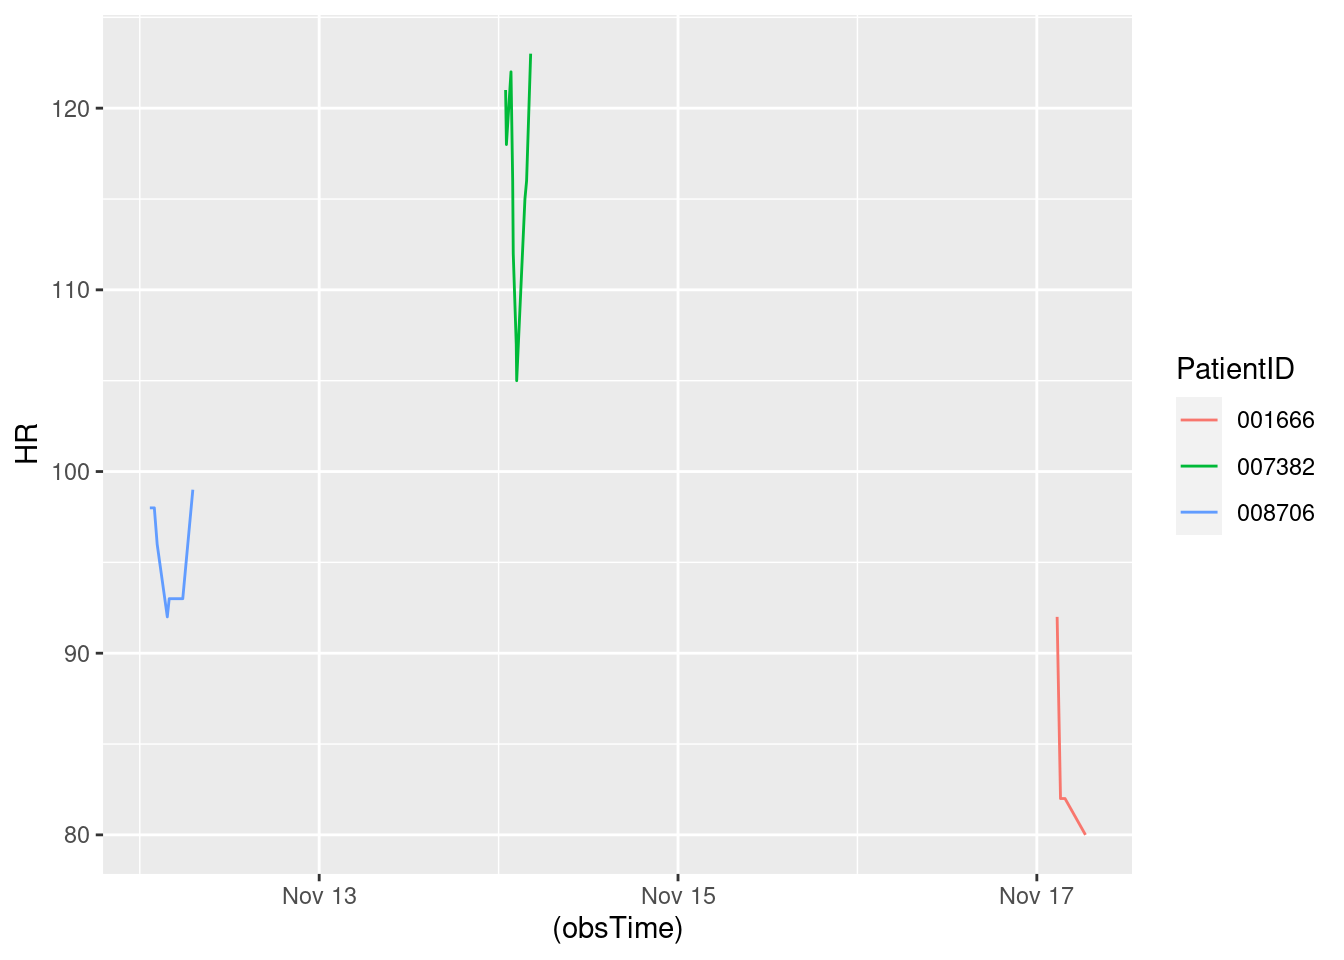 120
110
100
90
80
HR
Nov 13
Nov 15
Nov 17
(obsTime)
PatientID
001666
007382
008706